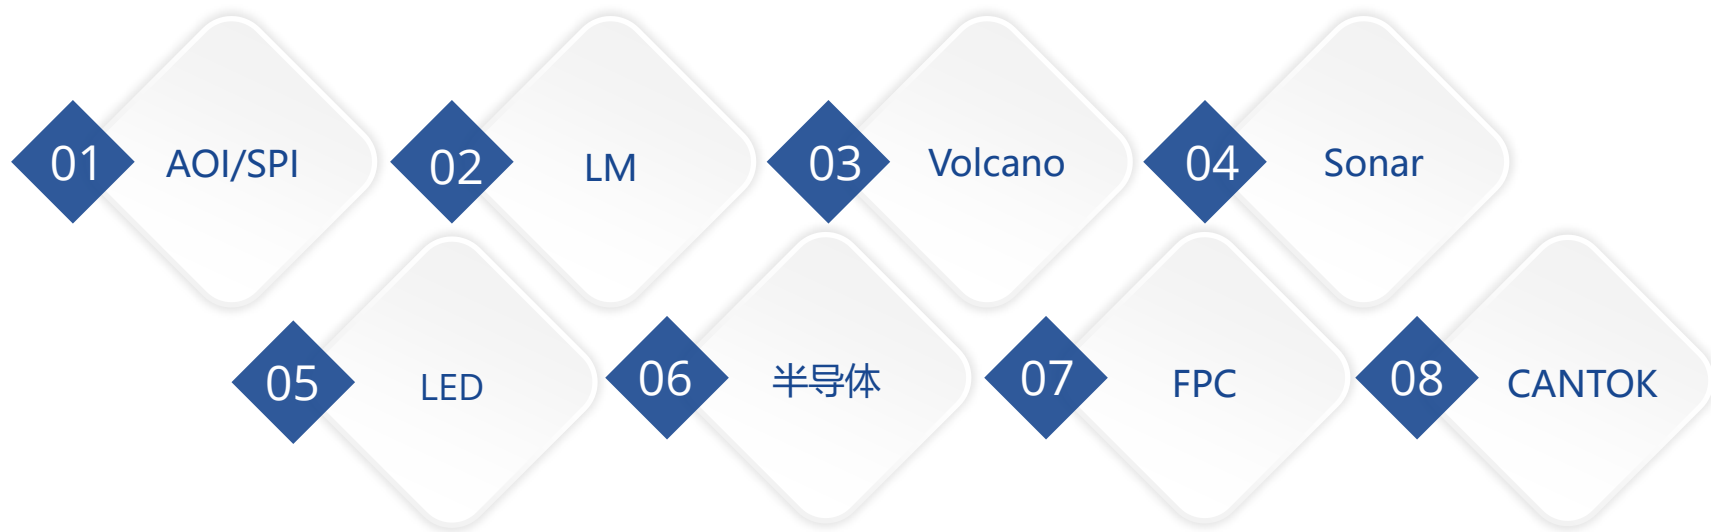 01 AOI/SPI
02 LM
03 Volcano
04 Sonar
05 LED
06 半导体
07 FPC
08 CANTOK